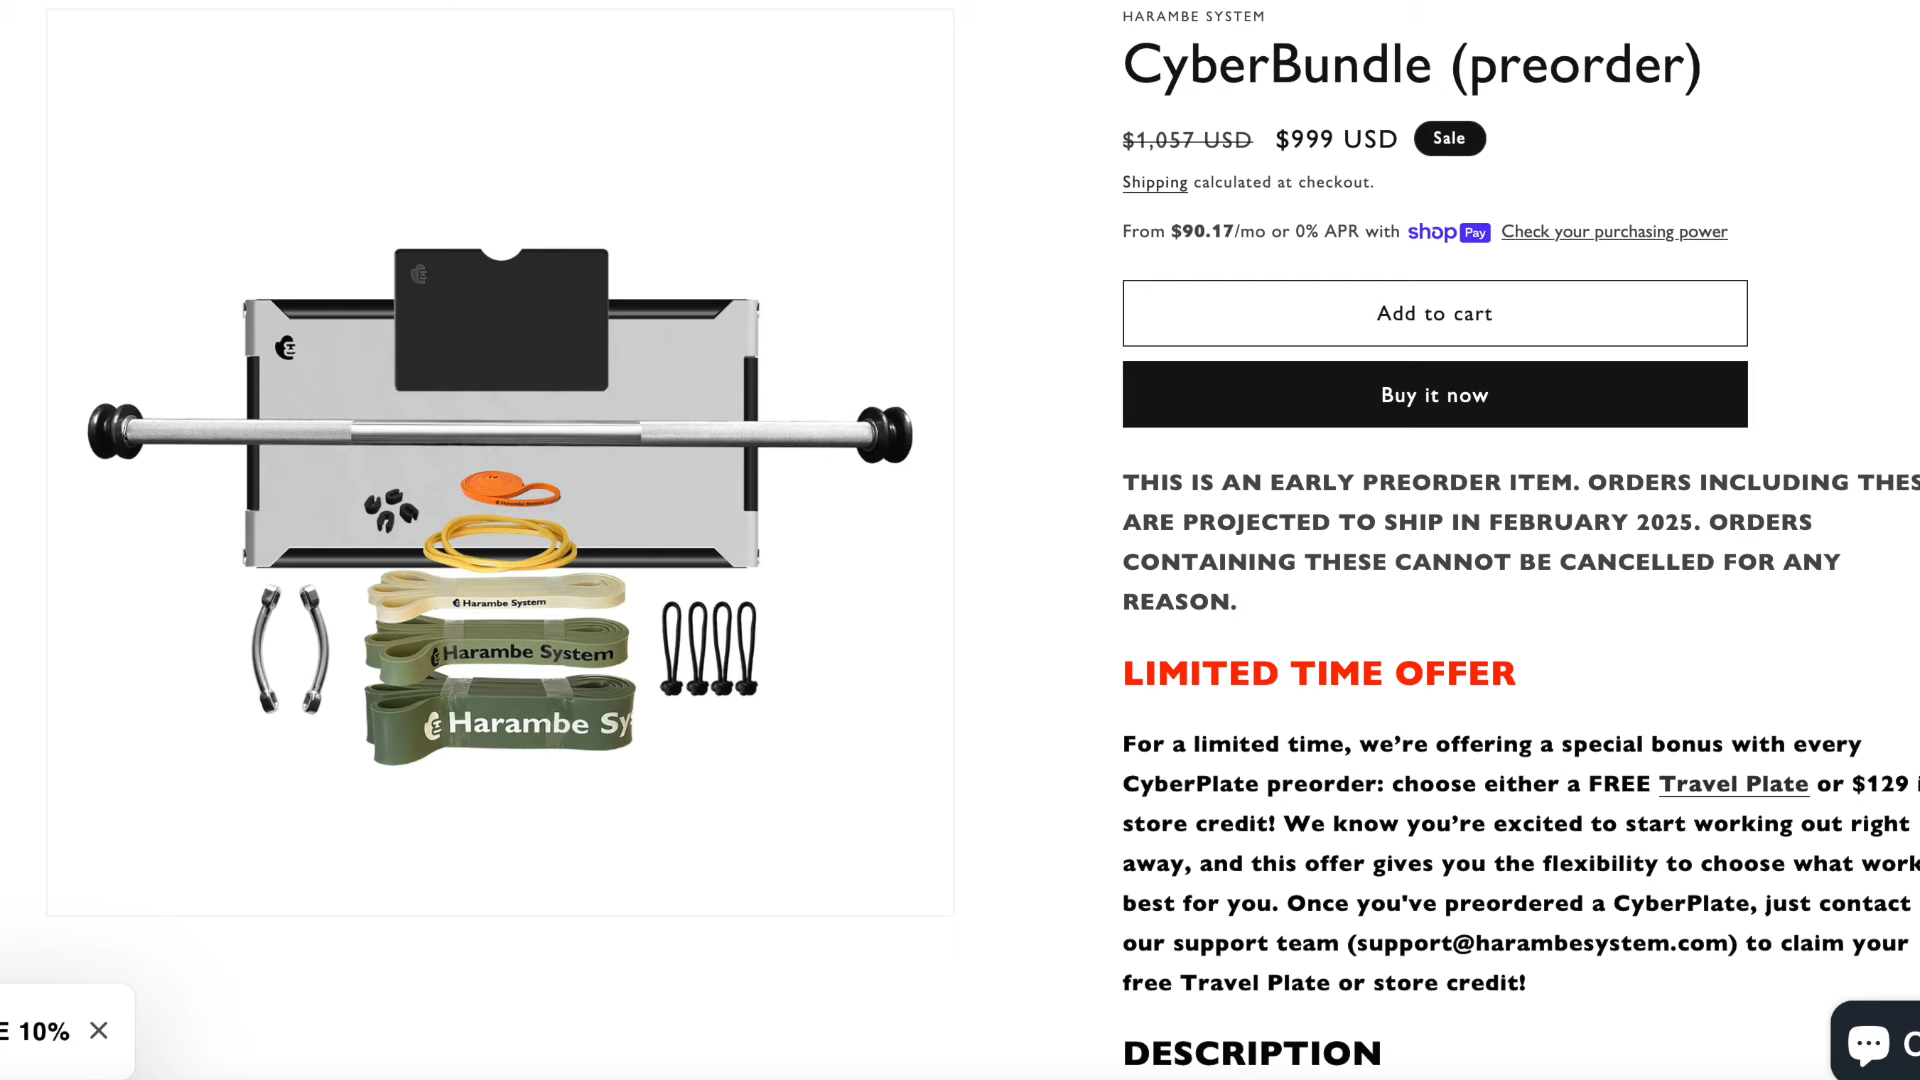 HARAMBE SYSTEM
CyberBundle (preorder)
$1,057 USD $999 USD Sale
Shipping calculated at checkout.
From $90.17/mo or 0% APR with shop Pay Check your purchasing power
Add to cart
Buy it now
THIS IS AN EARLY PREORDER ITEM. ORDERS INCLUDING THES
ARE PROJECTED TO SHIP IN FEBRUARY 2025. ORDERS
CONTAINING THESE CANNOT BE CANCELLED FOR ANY
REASON.
LIMITED TIME OFFER
For a limited time, we’re offering a special bonus with every
CyberPlate preorder: choose either a FREE Travel Plate or $129 i
store credit! We know you’re excited to start working out right
away, and this offer gives you the flexibility to choose what work
best for you. Once you've preordered a CyberPlate, just contact
our support team (support@harambesystem.com) to claim your
free Travel Plate or store credit!
DESCRIPTION
Harambe System
Harambe System
Harambe System
Harambe Sy
E 10%